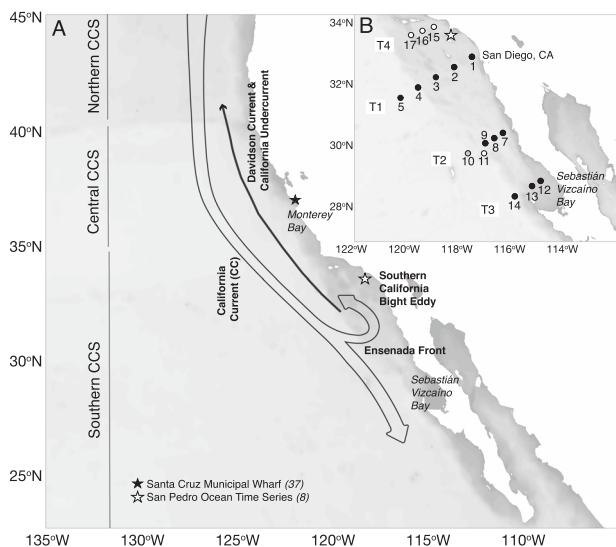 45°N
A
B
34°N
32°N
30°N
28°N
122°W
120°W
118°W
116°W
114°W
T4
17
16
15
San Diego, CA
1
2
3
4
5
T1
9
8
7
T2
10
11
Sebastián
Vizcaíno
Bay
12
13
14
T3
Northern CCS
40°N
Central CCS
35°N
Southern CCS
30°N
25°N
Davidson Current &
California Undercurrent
Monterey
Bay
California
Current (CC)
Southern
California
Bight Eddy
Ensenada Front
Sebastián
Vizcaíno
Bay
★ Santa Cruz Municipal Wharf (37)
☆ San Pedro Ocean Time Series (8)
135°W
130°W
125°W
120°W
115°W
110°W